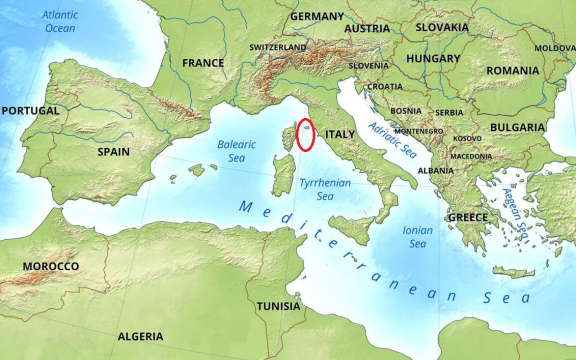 Atlantic
Ocean
GERMANY
AUSTRIA
SLOVAKIA
SWITZERLAND
MOLDOVA
FRANCE
SLOVENIA
HUNGARY
ROMANIA
CROATIA
PORTUGAL
BOSNIA
SERBIA
SPAIN
ITALY
Adriatic Sea
MONTENEGRO
KOSOVO
BULGARIA
Balearic
Sea
MACEDONIA
ALBANIA
Tyrrhenian
Sea
Aegean Sea
GREECE
Mediterranean Sea
Ionian
Sea
MOROCCO
TUNISIA
ALGERIA